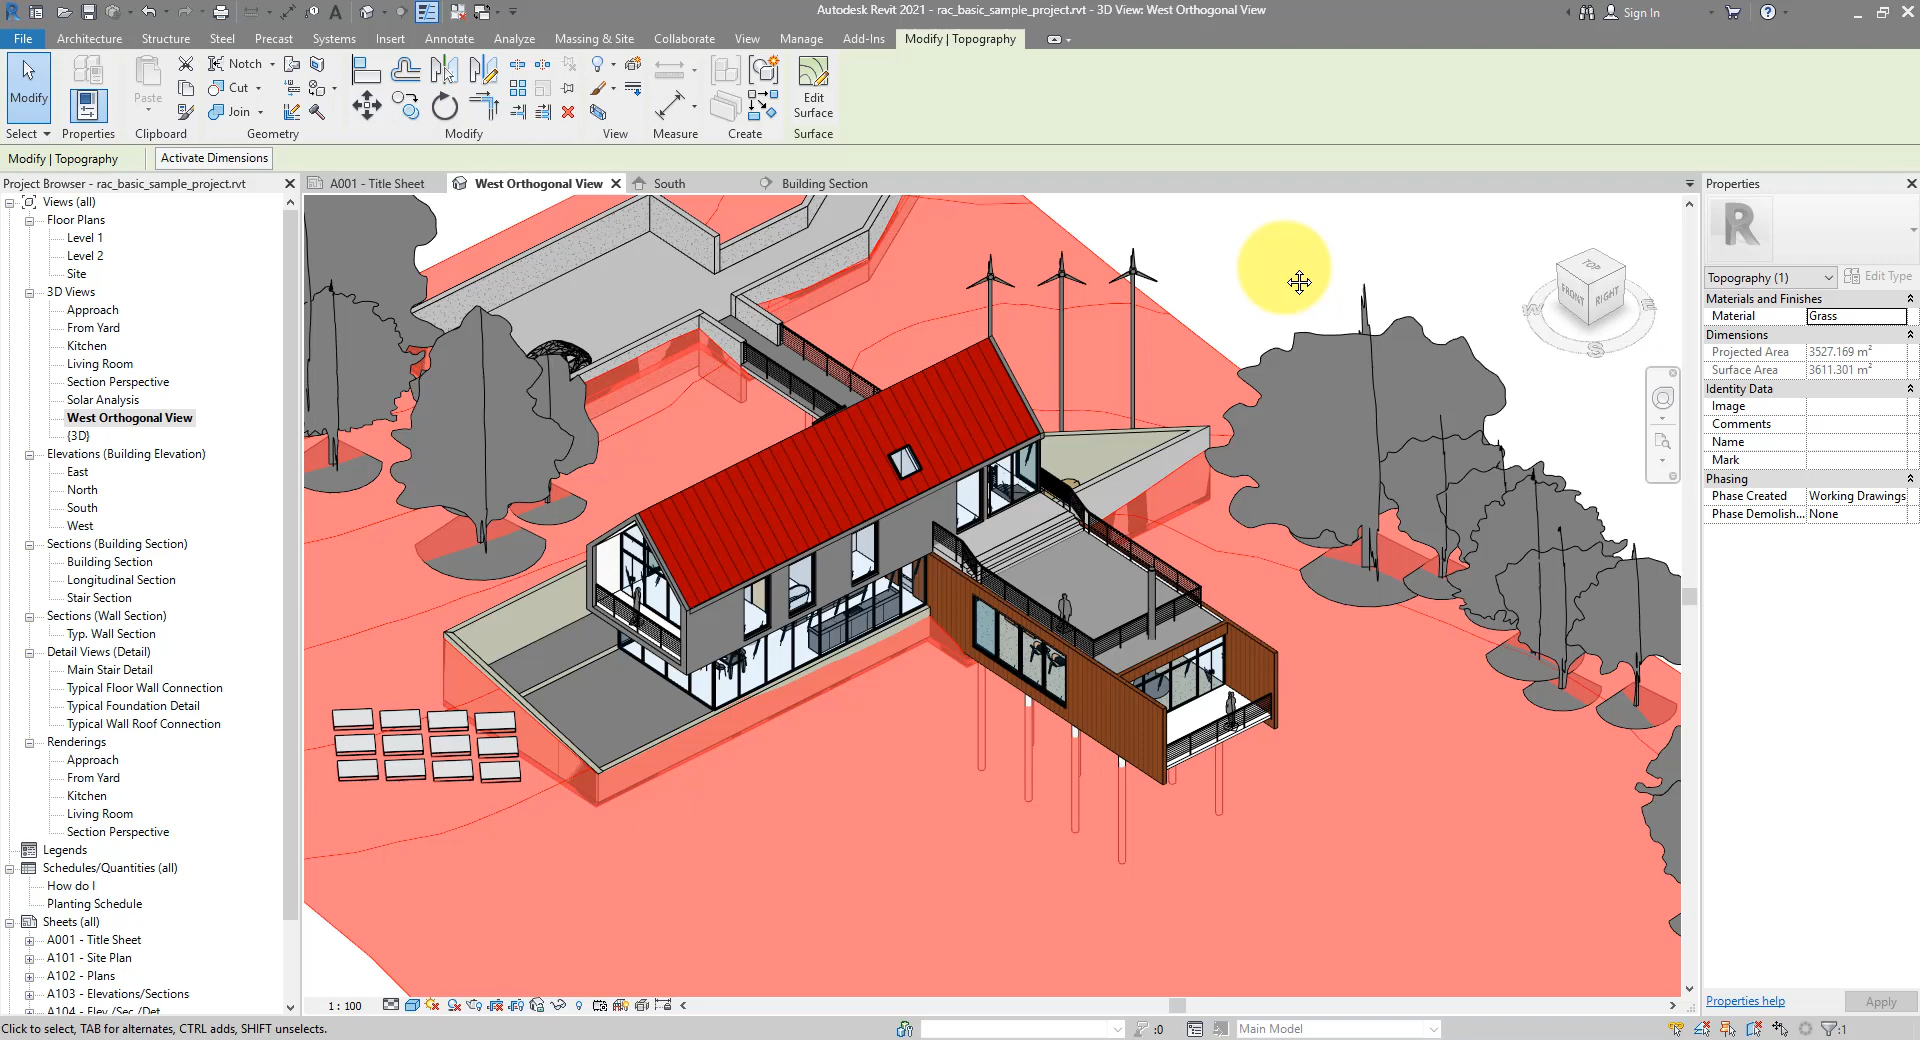 Autodesk Revit 2021 - rac_basic_sample_project.rvt - 3D View: West Orthogonal View
Sign In
File Architecture Structure Steel Precast Systems Insert Annotate Analyze Massing & Site Collaborate View Manage Add-Ins Modify | Topography
Modify
Paste
Notch
Cut
Join
Edit
Surface
Select Properties Clipboard Geometry Modify View Measure Create Surface
Modify | Topography Activate Dimensions
Project Browser - rac_basic_sample_project.rvt
Views (all)
Floor Plans
Level 1
Level 2
Site
3D Views
Approach
From Yard
Kitchen
Living Room
Section Perspective
Solar Analysis
West Orthogonal View
{3D}
Elevations (Building Elevation)
East
North
South
West
Sections (Building Section)
Building Section
Longitudinal Section
Stair Section
Sections (Wall Section)
Typ. Wall Section
Detail Views (Detail)
Main Stair Detail
Typical Floor Wall Connection
Typical Foundation Detail
Typical Wall Roof Connection
Renderings
Approach
From Yard
Kitchen
Living Room
Section Perspective
Legends
Schedules/Quantities (all)
How do I
Planting Schedule
Sheets (all)
A001 - Title Sheet
A101 - Site Plan
A102 - Plans
A103 - Elevations/Sections
A104 - Elev./Sec./Det.
A001 - Title Sheet West Orthogonal View South Building Section
TOP
FRONT RIGHT
W E
S
1 : 100
Properties
R
Topography (1) Edit Type
Materials and Finishes
Material Grass
Dimensions
Projected Area 3527.169 m²
Surface Area 3611.301 m²
Identity Data
Image
Comments
Name
Mark
Phasing
Phase Created Working Drawings
Phase Demolish... None
Properties help Apply
Click to select, TAB for alternates, CTRL adds, SHIFT unselects.
:0
Main Model
:1